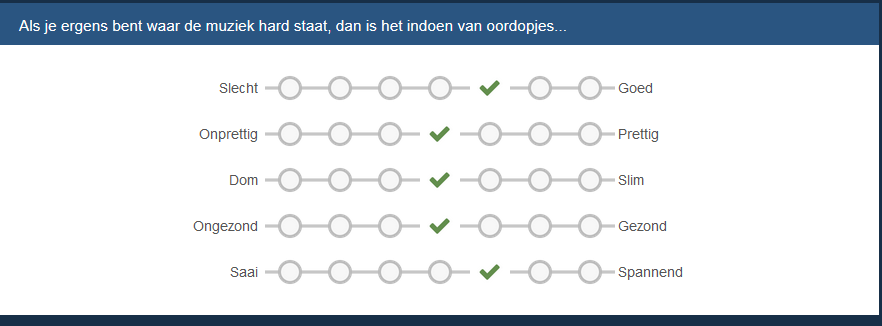 Als je ergens bent waar de muziek hard staat, dan is het indoen van oordopjes...
Slecht Goed
Onprettig Prettig
Dom Slim
Ongezond Gezond
Saai Spannend